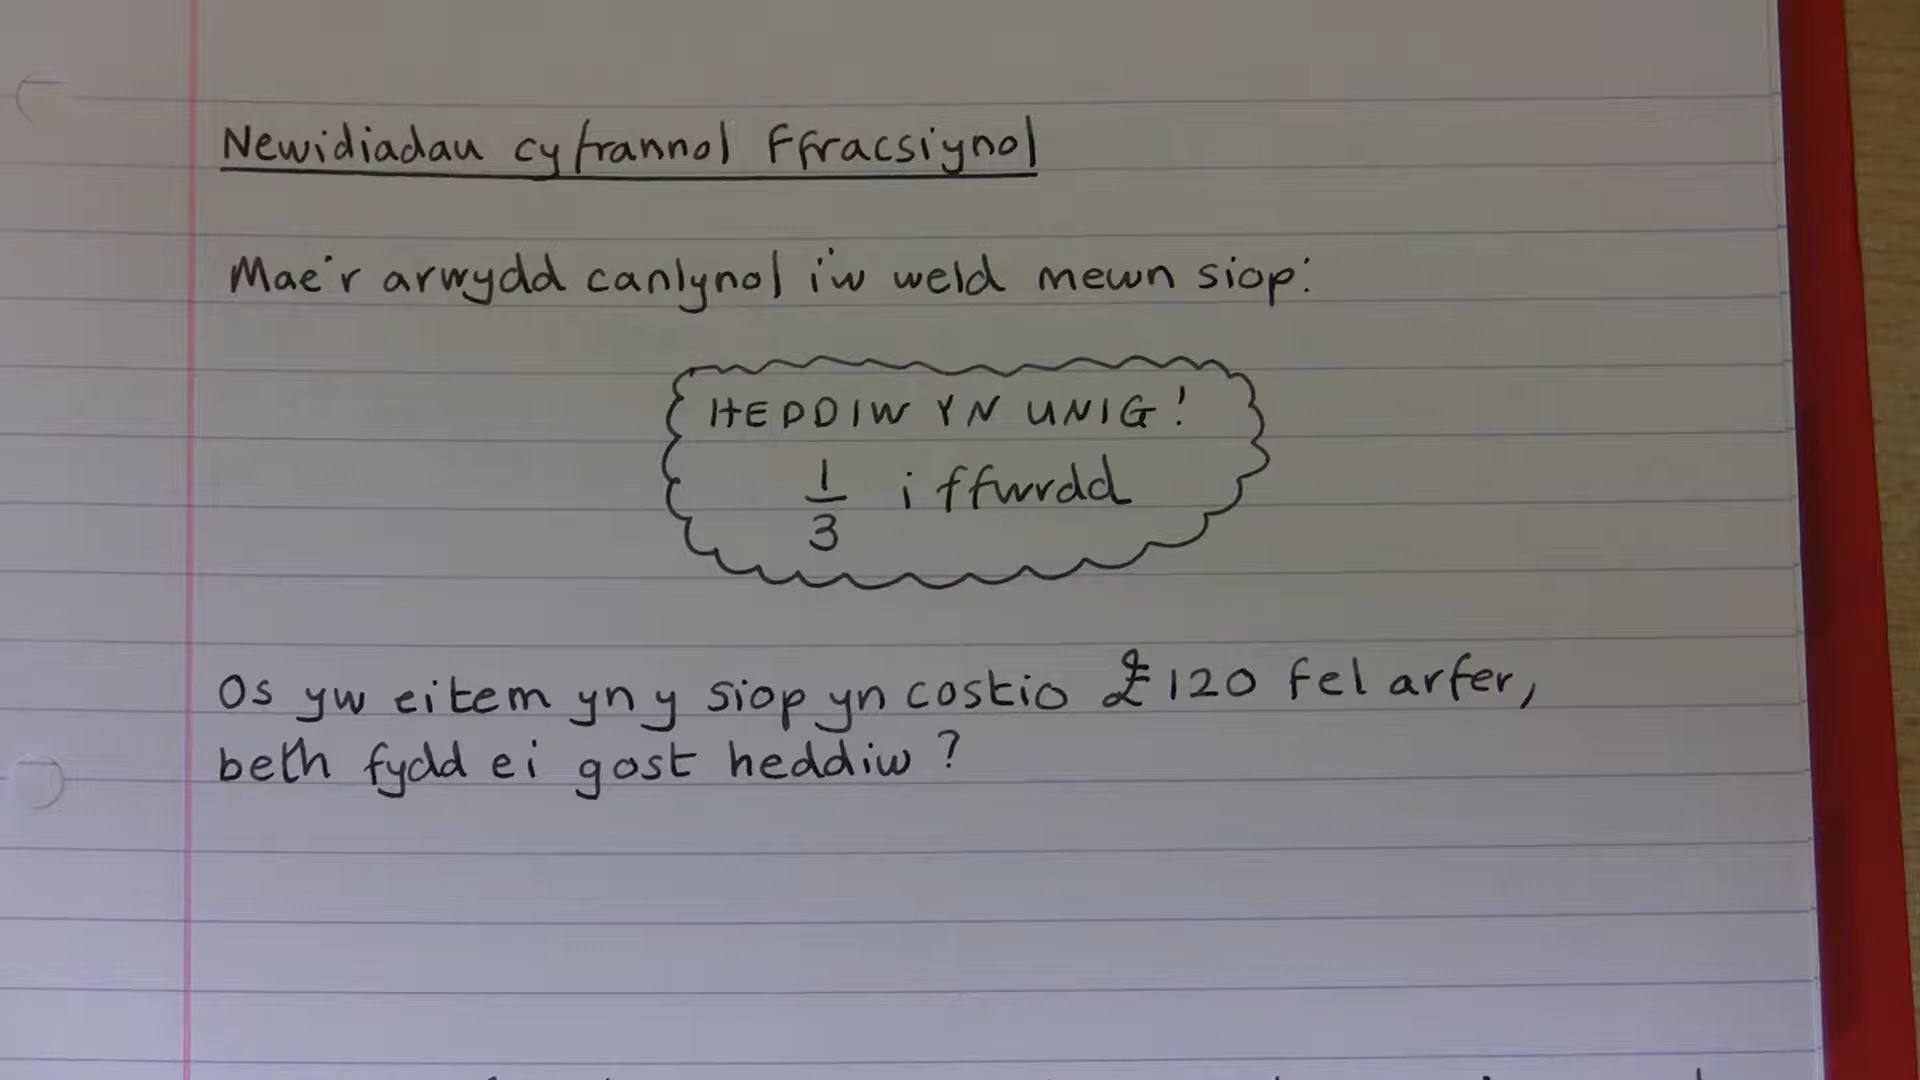 Newidiadau cyfrannol Ffracsiynol
Mae'r arwydd canlynol i'w weld mewn siop:
HEDDIW YN UNIG!
1/3 i ffwrdd
Os yw eitem yn y siop yn costio £120 fel arfer,
beth fydd ei gost heddiw?